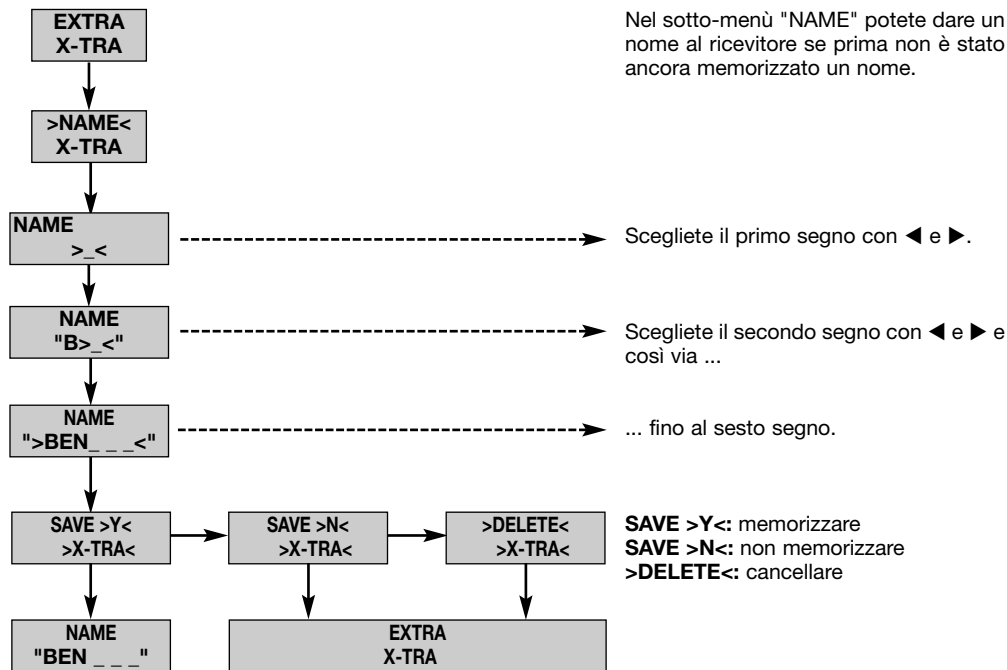 EXTRA
X-TRA
Nel sotto-menù "NAME" potete dare un
nome al ricevitore se prima non è stato
ancora memorizzato un nome.
>NAME<
X-TRA
NAME
>_<
Scegliete il primo segno con ◀ e ▶.
NAME
"B>_<"
Scegliete il secondo segno con ◀ e ▶ e
così via ...
NAME
">BEN_ _ _<"
... fino al sesto segno.
SAVE >Y<
>X-TRA<
SAVE >N<
>X-TRA<
>DELETE<
>X-TRA<
SAVE >Y<: memorizzare
SAVE >N<: non memorizzare
>DELETE<: cancellare
NAME
"BEN _ _ _"
EXTRA
X-TRA